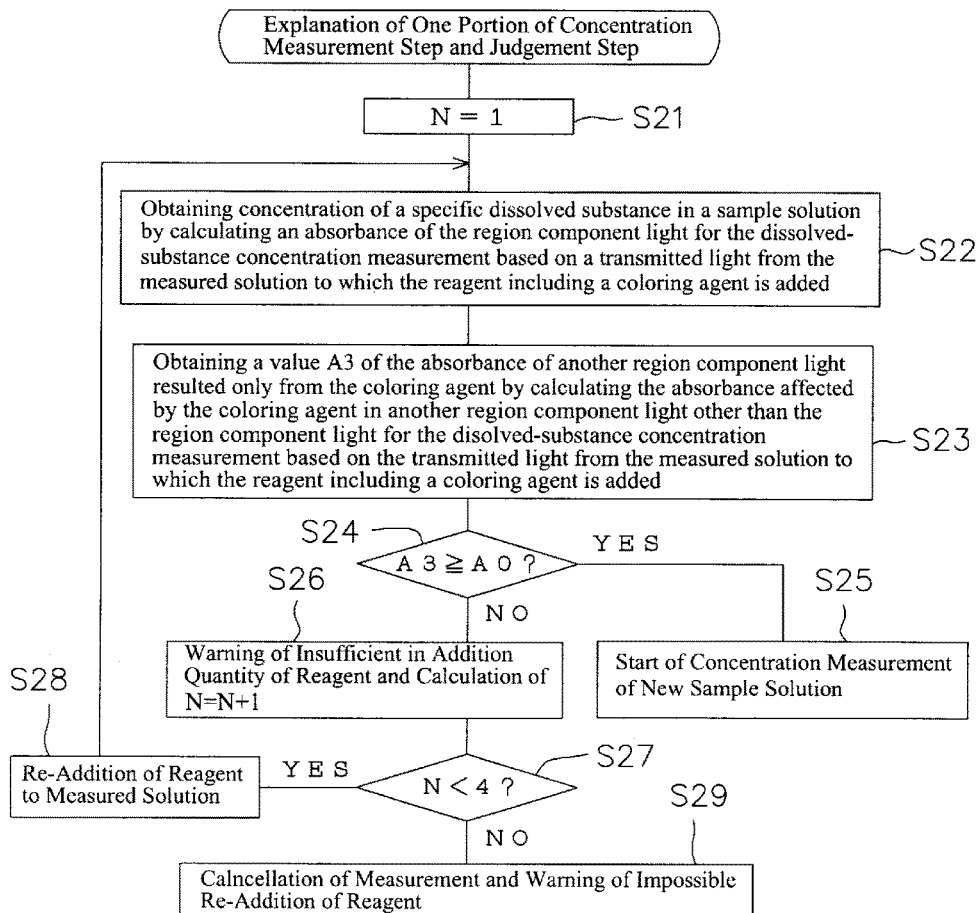 Explanation of One Portion of Concentration
Measurement Step and Judgement Step
N = 1
S21
Obtaining concentration of a specific dissolved substance in a sample solution
by calculating an absorbance of the region component light for the dissolved-
substance concentration measurement based on a transmitted light from the
measured solution to which the reagent including a coloring agent is added
S22
Obtaining a value A3 of the absorbance of another region component light
resulted only from the coloring agent by calculating the absorbance affected
by the coloring agent in another region component light other than the
region component light for the disolved-substance concentration
measurement based on the transmitted light from the measured solution to
which the reagent including a coloring agent is added
S23
S24
A3≧A0?
YES
NO
S26
S25
Warning of Insufficient in Addition
Quantity of Reagent and Calculation of
N=N+1
Start of Concentration Measurement
of New Sample Solution
S28
S27
Re-Addition of Reagent
to Measured Solution
YES
N<4?
NO
S29
Calncellation of Measurement and Warning of Impossible
Re-Addition of Reagent